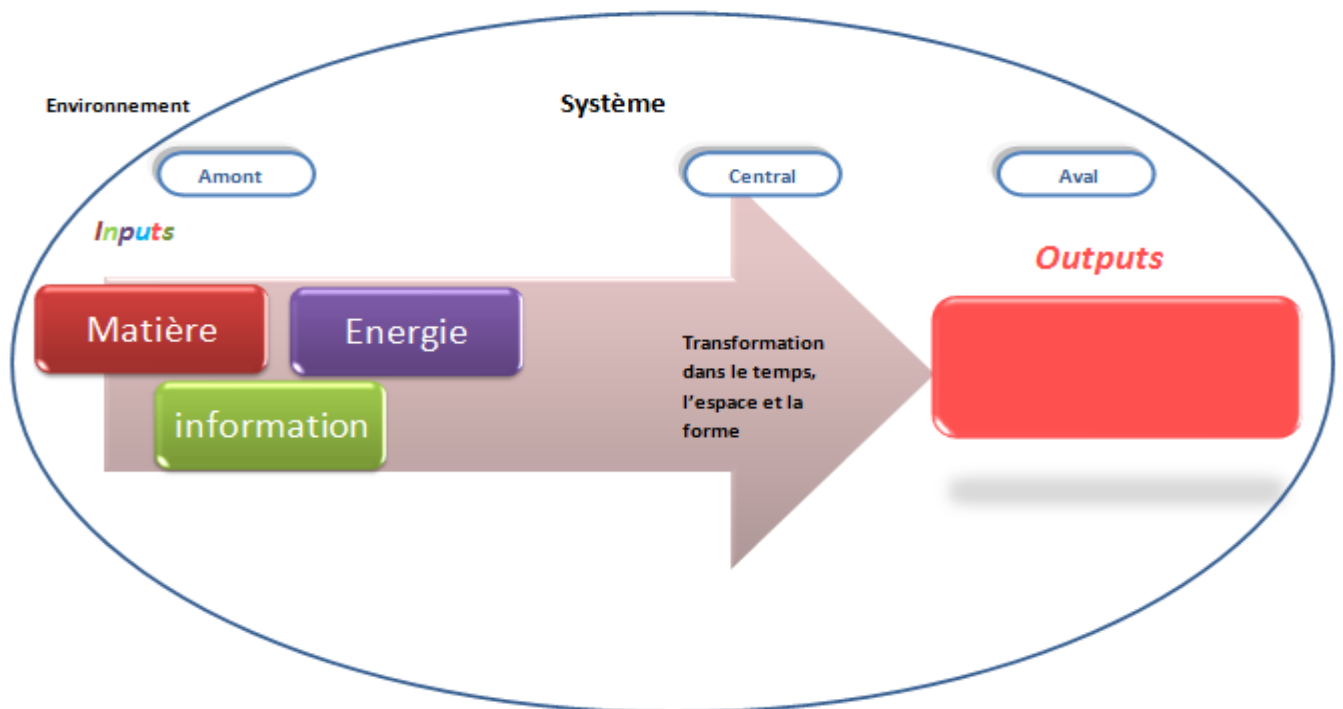 Environnement
Système
Amont
Central
Aval
Inputs
Outputs
Matière
Energie
information
Transformation
dans le temps,
l'espace et la
forme